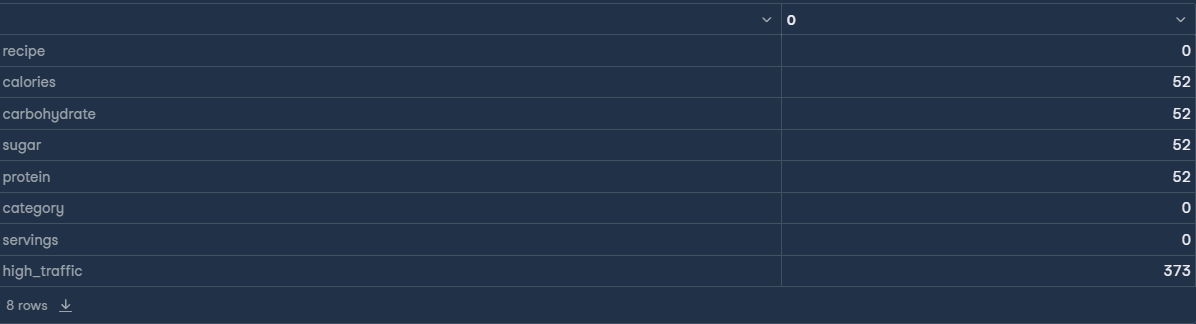 0
recipe 0
calories 52
carbohydrate 52
sugar 52
protein 52
category 0
servings 0
high_traffic 373
8 rows